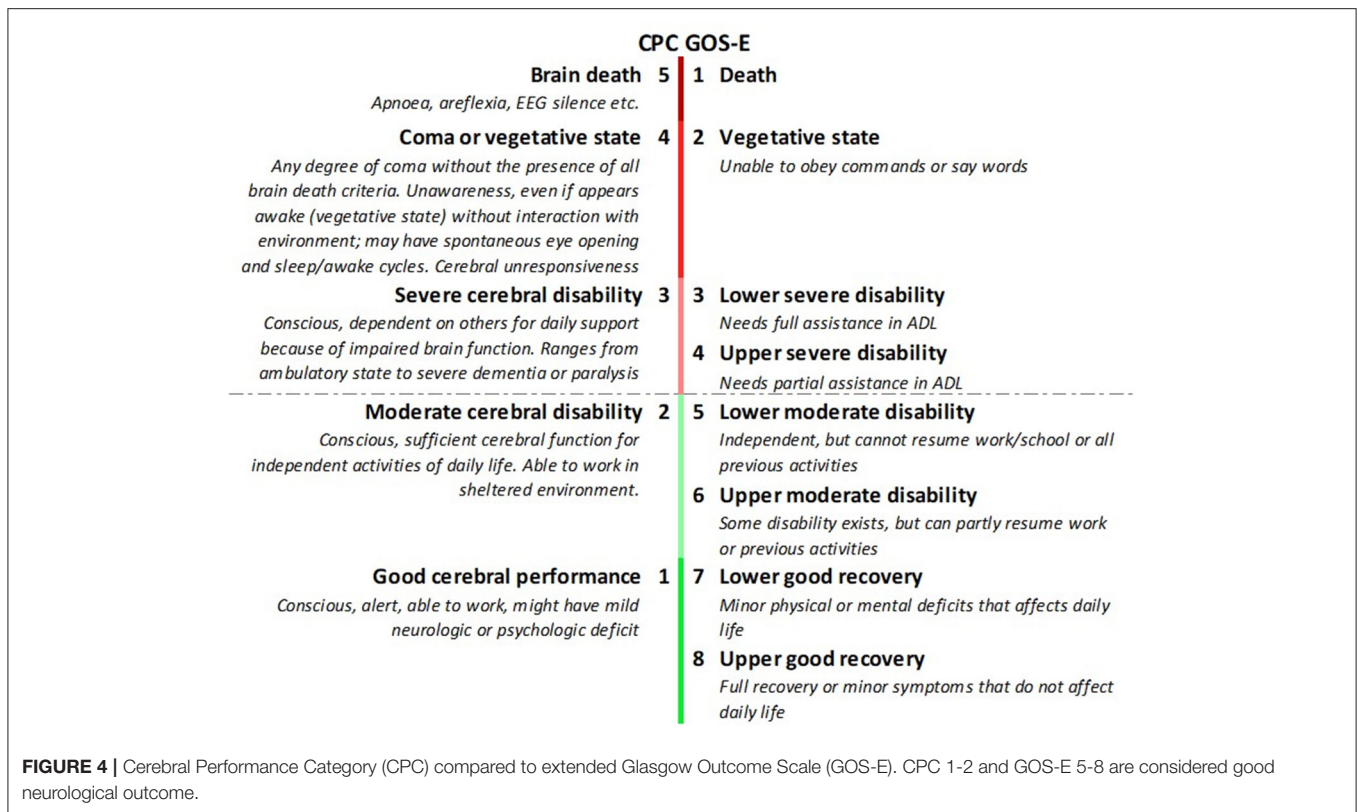 CPC GOS-E
Brain death 5 1 Death
Apnoea, areflexia, EEG silence etc.
Coma or vegetative state 4 2 Vegetative state
Any degree of coma without the presence of all
brain death criteria. Unawareness, even if appears
awake (vegetative state) without interaction with
environment; may have spontaneous eye opening
and sleep/awake cycles. Cerebral unresponsiveness
Unable to obey commands or say words
Severe cerebral disability 3 3 Lower severe disability
Conscious, dependent on others for daily support
because of impaired brain function. Ranges from
ambulatory state to severe dementia or paralysis
Needs full assistance in ADL
4 Upper severe disability
Needs partial assistance in ADL
Moderate cerebral disability 2 5 Lower moderate disability
Conscious, sufficient cerebral function for
independent activities of daily life. Able to work in
sheltered environment.
Independent, but cannot resume work/school or all
previous activities
6 Upper moderate disability
Some disability exists, but can partly resume work
or previous activities
Good cerebral performance 1 7 Lower good recovery
Conscious, alert, able to work, might have mild
neurologic or psychologic deficit
Minor physical or mental deficits that affects daily
life
8 Upper good recovery
Full recovery or minor symptoms that do not affect
daily life
FIGURE 4 | Cerebral Performance Category (CPC) compared to extended Glasgow Outcome Scale (GOS-E). CPC 1-2 and GOS-E 5-8 are considered good
neurological outcome.